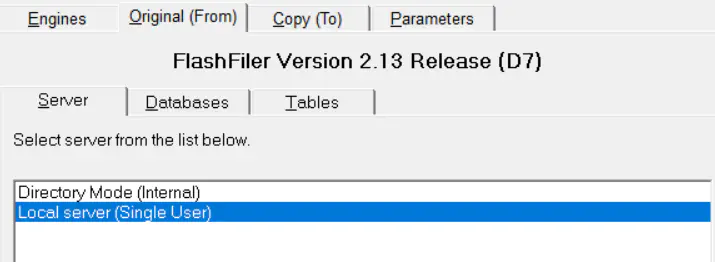 Engines Original (From) Copy (To) Parameters
FlashFiler Version 2.13 Release (D7)
Server Databases Tables
Select server from the list below.
Directory Mode (Internal)
Local server (Single User)